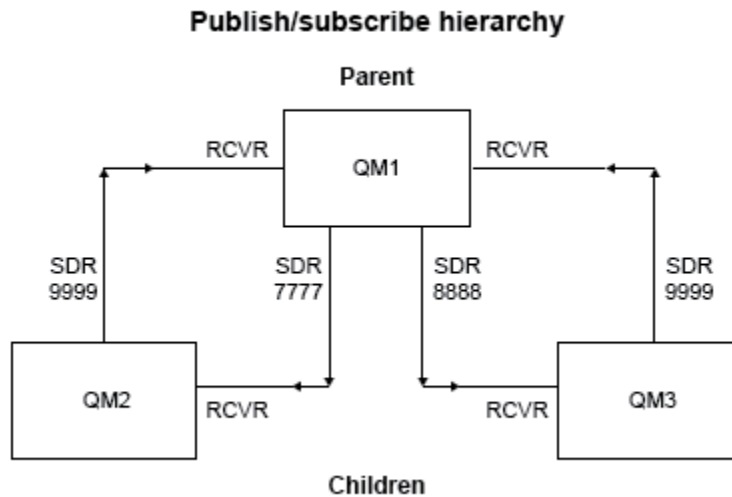 Publish/subscribe hierarchy
Parent
RCVR
QM1
RCVR
SDR
9999
SDR
7777
SDR
8888
SDR
9999
QM2
RCVR
RCVR
QM3
Children